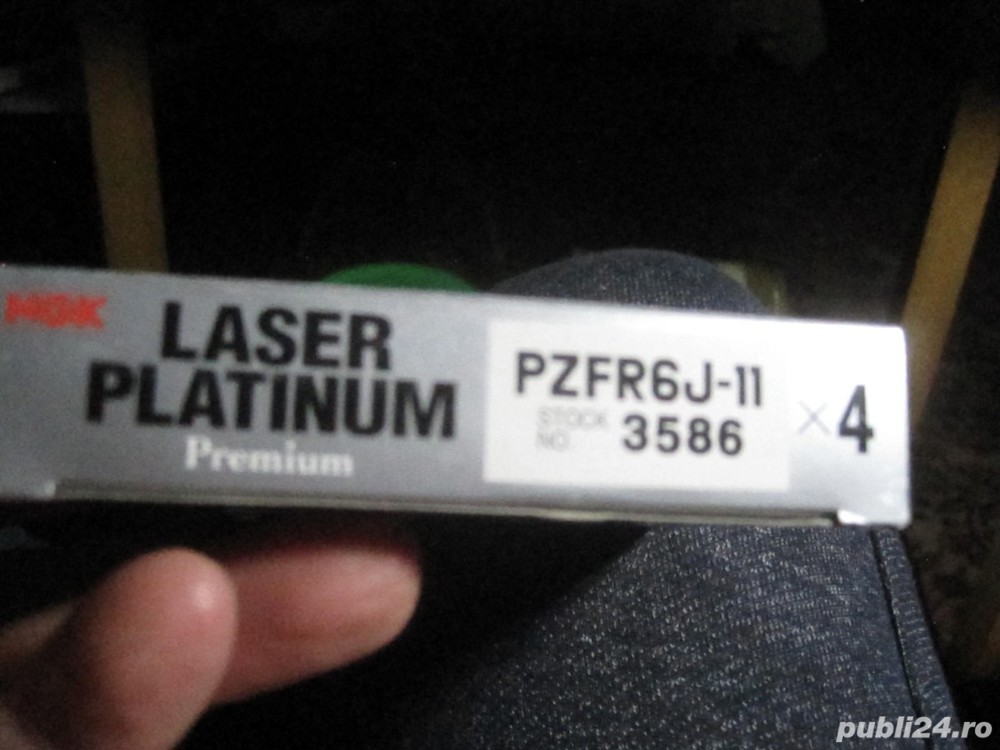 NGK
LASER
PLATINUM
Premium
PZFR6J-11
STOCK
NO
3586
×4
publi24.ro